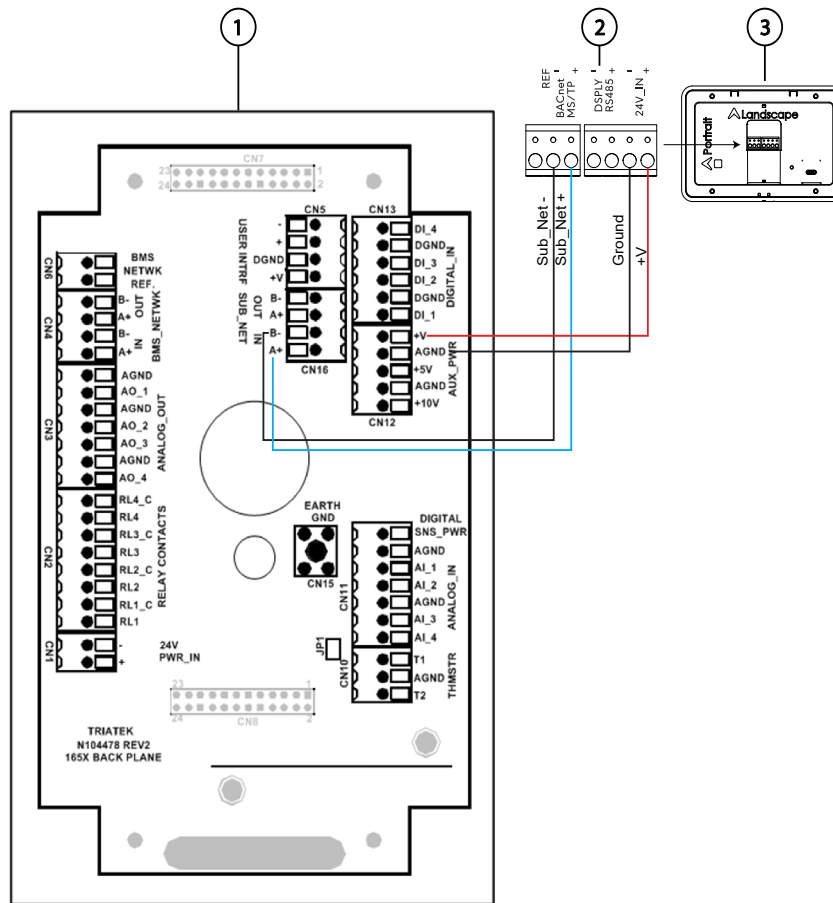 1
2
3
REF
BACnet
MS/TP
- +
DSPLY
RS485
- +
24V_IN
- +
Landscape
Portrait
Sub_Net -
Sub_Net +
Ground
+V
CN7
23
1
24
2
CN5
USER INTRF
-
+
DGND
+V
SUB_NET
OUT
IN
B-
A+
B-
A+
CN16
CN13
DI_4
DGND
DI_3
DI_2
DGND
DI_1
DIGITAL_IN
+V
AGND
+5V
AGND
+10V
AUX_PWR
CN12
CN6
BMS
NETWK
REF.
CN4
B-
A+
B-
A+
OUT
IN
BMS_NETWK
CN3
AGND
AO_1
AGND
AO_2
AO_3
AGND
AO_4
ANALOG_OUT
CN2
RL4_C
RL4
RL3_C
RL3
RL2_C
RL2
RL1_C
RL1
RELAY CONTACTS
CN1
-
+
24V
PWR_IN
EARTH
GND
CN15
DIGITAL
SNS_PWR
AGND
AI_1
AI_2
AGND
AI_3
AI_4
ANALOG_IN
CN11
JP1
CN10
T1
AGND
T2
THMSTR
23
1
24
2
CN8
TRIATEK
N104478 REV2
165X BACK PLANE